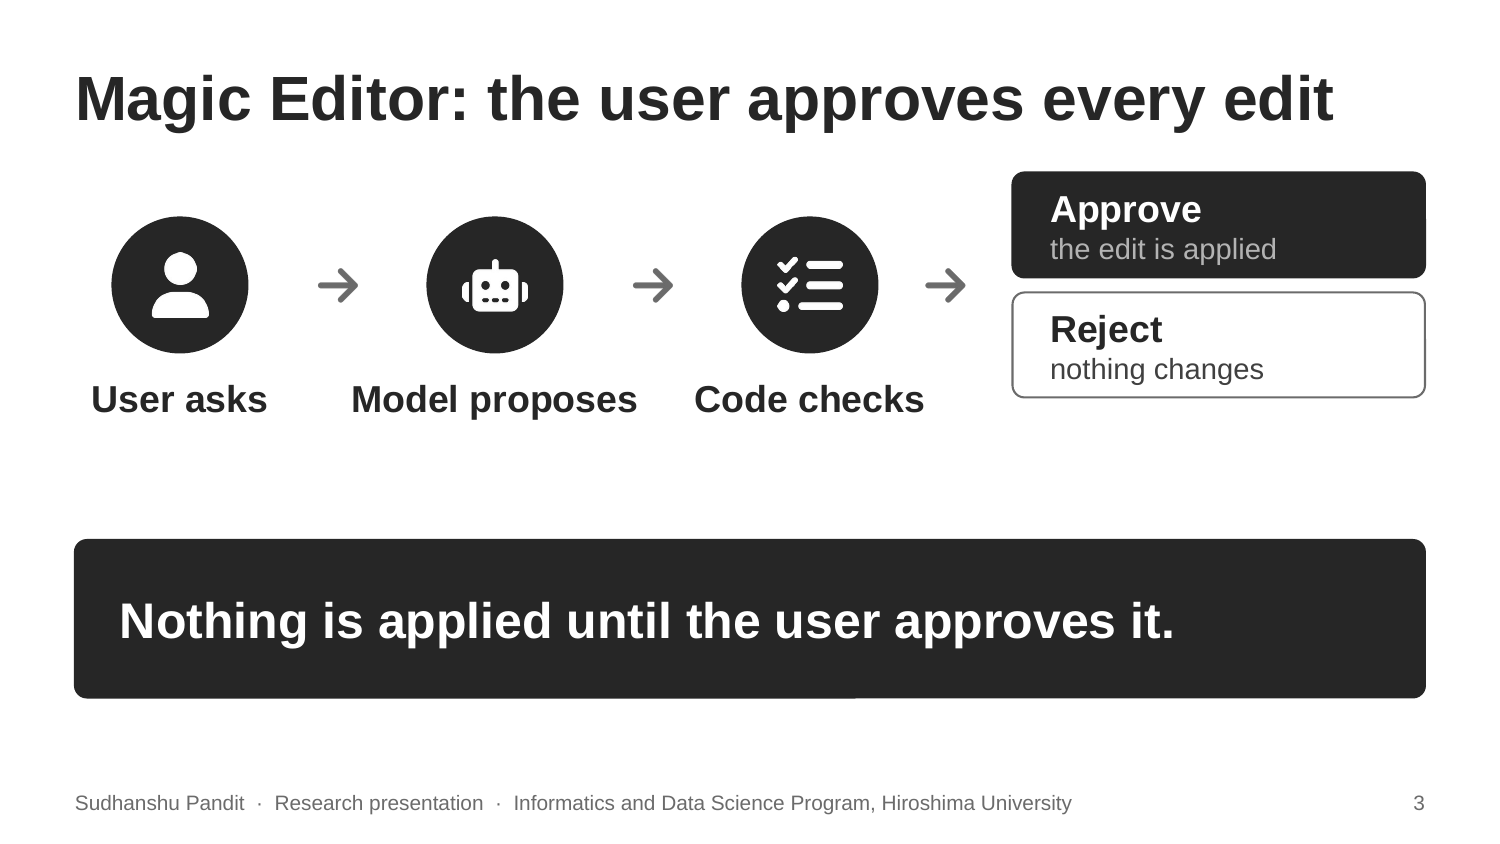 Magic Editor: the user approves every edit
User asks
Model proposes
Code checks
Approve
the edit is applied
Reject
nothing changes
Nothing is applied until the user approves it.
Sudhanshu Pandit · Research presentation · Informatics and Data Science Program, Hiroshima University
3